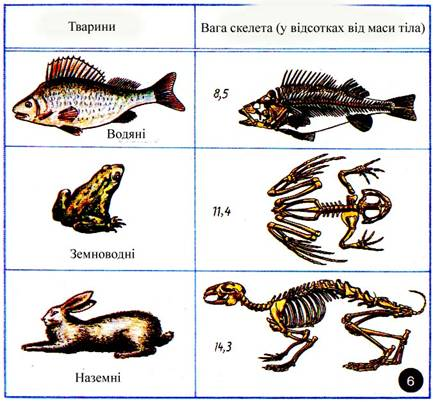 Тварини
Вага скелета (у відсотках від маси тіла)
Водяні
8,5
Земноводні
11,4
Наземні
14,3
6